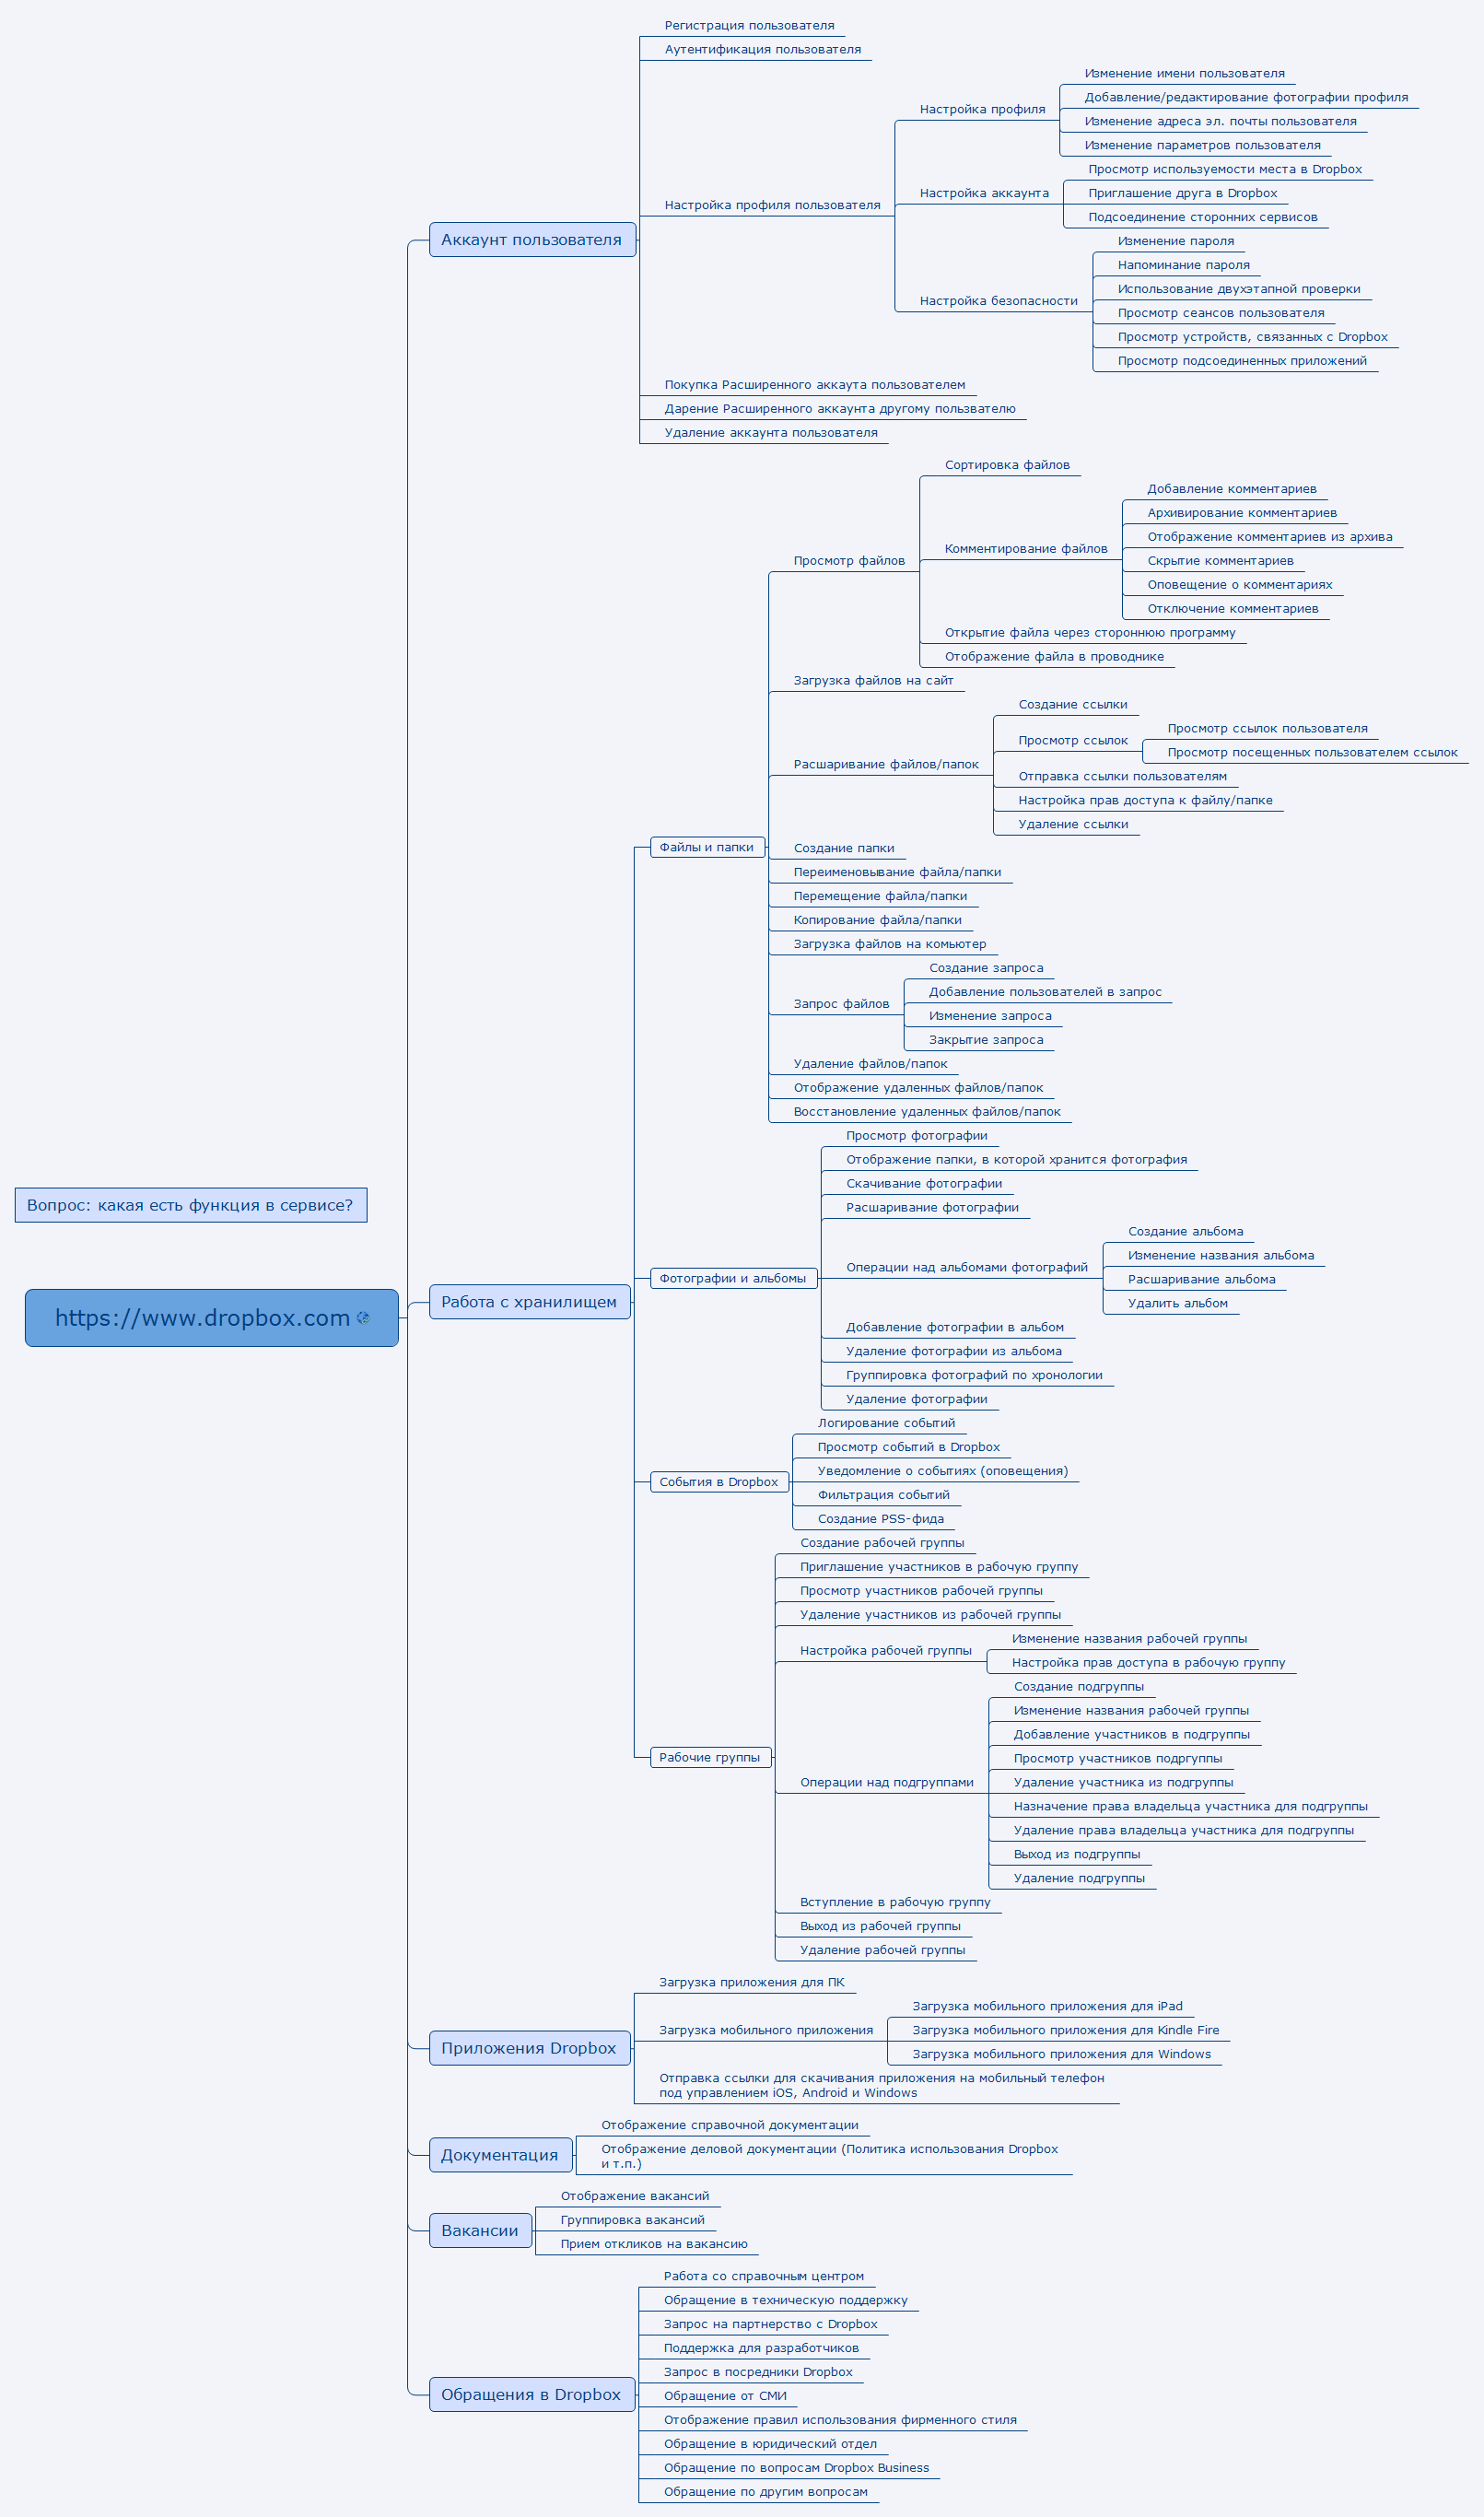 Вопрос: какая есть функция в сервисе?
https://www.dropbox.com
Аккаунт пользователя
Регистрация пользователя
Аутентификация пользователя
Настройка профиля пользователя
Настройка профиля
Изменение имени пользователя
Добавление/редактирование фотографии профиля
Изменение адреса эл. почты пользователя
Изменение параметров пользователя
Настройка аккаунта
Просмотр используемости места в Dropbox
Приглашение друга в Dropbox
Подсоединение сторонних сервисов
Настройка безопасности
Изменение пароля
Напоминание пароля
Использование двухэтапной проверки
Просмотр сеансов пользователя
Просмотр устройств, связанных с Dropbox
Просмотр подсоединенных приложений
Покупка Расширенного аккаута пользователем
Дарение Расширенного аккаунта другому пользвателю
Удаление аккаунта пользователя
Работа с хранилищем
Файлы и папки
Просмотр файлов
Сортировка файлов
Комментирование файлов
Добавление комментариев
Архивирование комментариев
Отображение комментариев из архива
Скрытие комментариев
Оповещение о комментариях
Отключение комментариев
Открытие файла через стороннюю программу
Отображение файла в проводнике
Загрузка файлов на сайт
Расшаривание файлов/папок
Создание ссылки
Просмотр ссылок
Просмотр ссылок пользователя
Просмотр посещенных пользователем ссылок
Отправка ссылки пользователям
Настройка прав доступа к файлу/папке
Удаление ссылки
Создание папки
Переименовывание файла/папки
Перемещение файла/папки
Копирование файла/папки
Загрузка файлов на комьютер
Запрос файлов
Создание запроса
Добавление пользователей в запрос
Изменение запроса
Закрытие запроса
Удаление файлов/папок
Отображение удаленных файлов/папок
Восстановление удаленных файлов/папок
Фотографии и альбомы
Просмотр фотографии
Отображение папки, в которой хранится фотография
Скачивание фотографии
Расшаривание фотографии
Операции над альбомами фотографий
Создание альбома
Изменение названия альбома
Расшаривание альбома
Удалить альбом
Добавление фотографии в альбом
Удаление фотографии из альбома
Группировка фотографий по хронологии
Удаление фотографии
События в Dropbox
Логирование событий
Просмотр событий в Dropbox
Уведомление о событиях (оповещения)
Фильтрация событий
Создание РSS-фида
Рабочие группы
Создание рабочей группы
Приглашение участников в рабочую группу
Просмотр участников рабочей группы
Удаление участников из рабочей группы
Настройка рабочей группы
Изменение названия рабочей группы
Настройка прав доступа в рабочую группу
Операции над подгруппами
Создание подгруппы
Изменение названия рабочей группы
Добавление участников в подгруппы
Просмотр участников подргуппы
Удаление участника из подгруппы
Назначение права владельца участника для подгруппы
Удаление права владельца участника для подгруппы
Выход из подгруппы
Удаление подгруппы
Вступление в рабочую группу
Выход из рабочей группы
Удаление рабочей группы
Приложения Dropbox
Загрузка приложения для ПК
Загрузка мобильного приложения
Загрузка мобильного приложения для iPad
Загрузка мобильного приложения для Kindle Fire
Загрузка мобильного приложения для Windows
Отправка ссылки для скачивания приложения на мобильный телефон
под управлением iOS, Android и Windows
Документация
Отображение справочной документации
Отображение деловой документации (Политика использования Dropbox
и т.п.)
Вакансии
Отображение вакансий
Группировка вакансий
Прием откликов на вакансию
Обращения в Dropbox
Работа со справочным центром
Обращение в техническую поддержку
Запрос на партнерство с Dropbox
Поддержка для разработчиков
Запрос в посредники Dropbox
Обращение от СМИ
Отображение правил использования фирменного стиля
Обращение в юридический отдел
Обращение по вопросам Dropbox Business
Обращение по другим вопросам